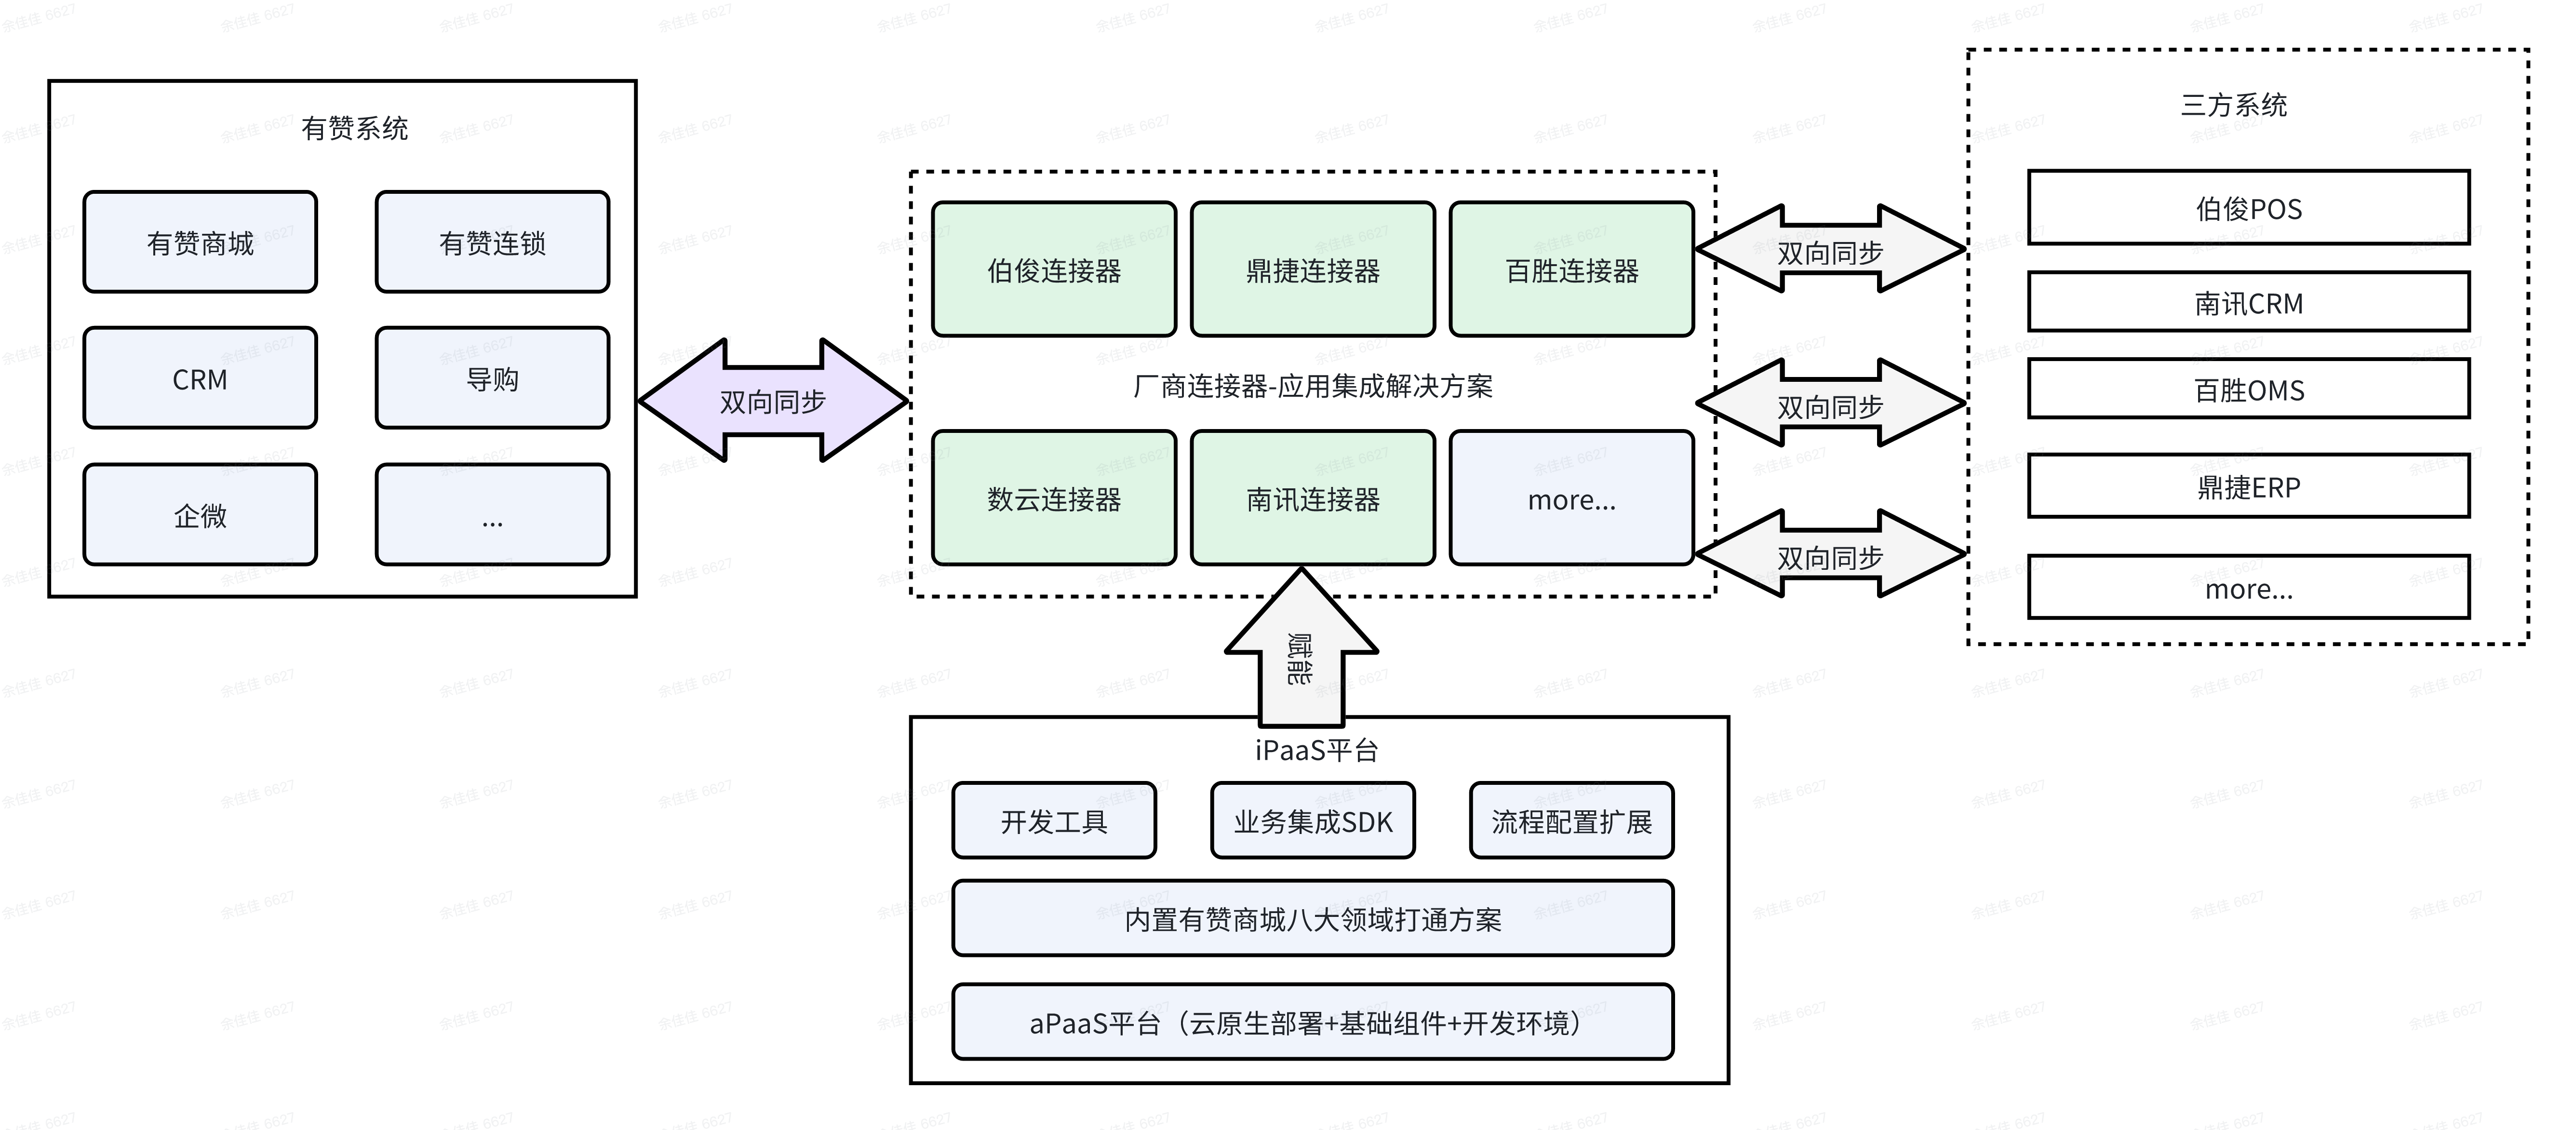 有赞系统
有赞商城
有赞连锁
CRM
导购
企微
...
双向同步
伯俊连接器
鼎捷连接器
百胜连接器
厂商连接器-应用集成解决方案
数云连接器
南讯连接器
more...
双向同步
双向同步
双向同步
三方系统
伯俊POS
南讯CRM
百胜OMS
鼎捷ERP
more...
赋能
iPaaS平台
开发工具
业务集成SDK
流程配置扩展
内置有赞商城八大领域打通方案
aPaaS平台（云原生部署+基础组件+开发环境）
余佳佳 6627